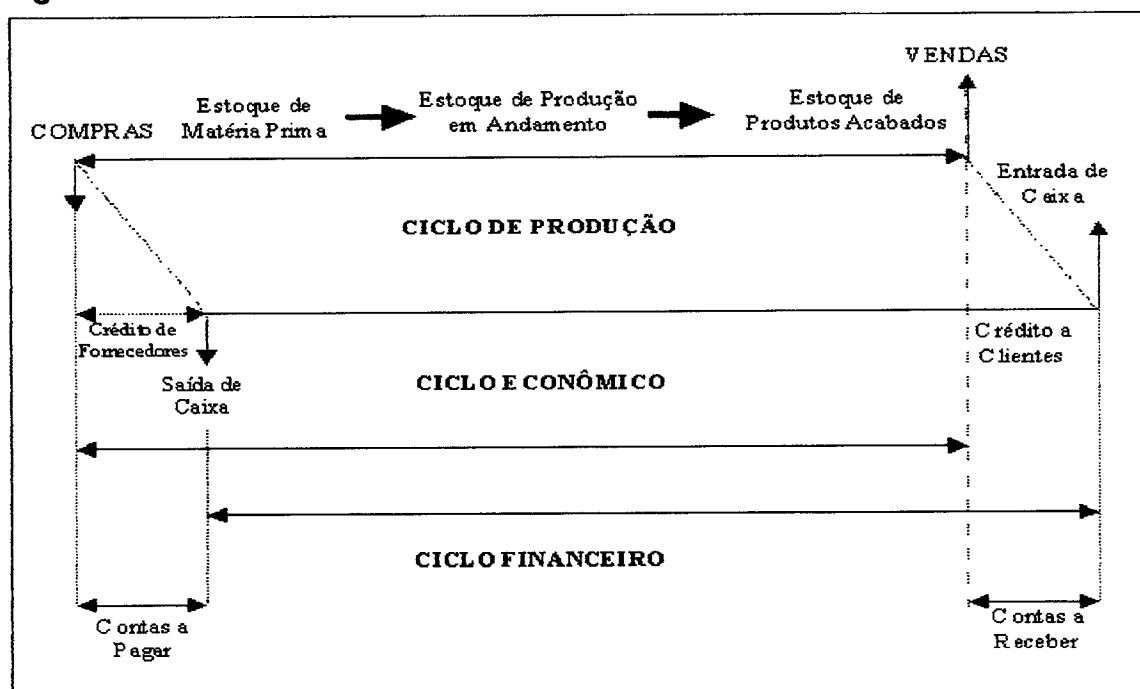 VENDAS
Estoque de
Matéria Prima
Estoque de Produção
em Andamento
Estoque de
Produtos Acabados
COMPRAS
Entrada de
Caixa
CICLO DE PRODUÇÃO
Crédito de
Fornecedores
Crédito a
Clientes
Saída de
Caixa
CICLO ECONÔMICO
CICLO FINANCEIRO
Contas a
Pagar
Contas a
Receber